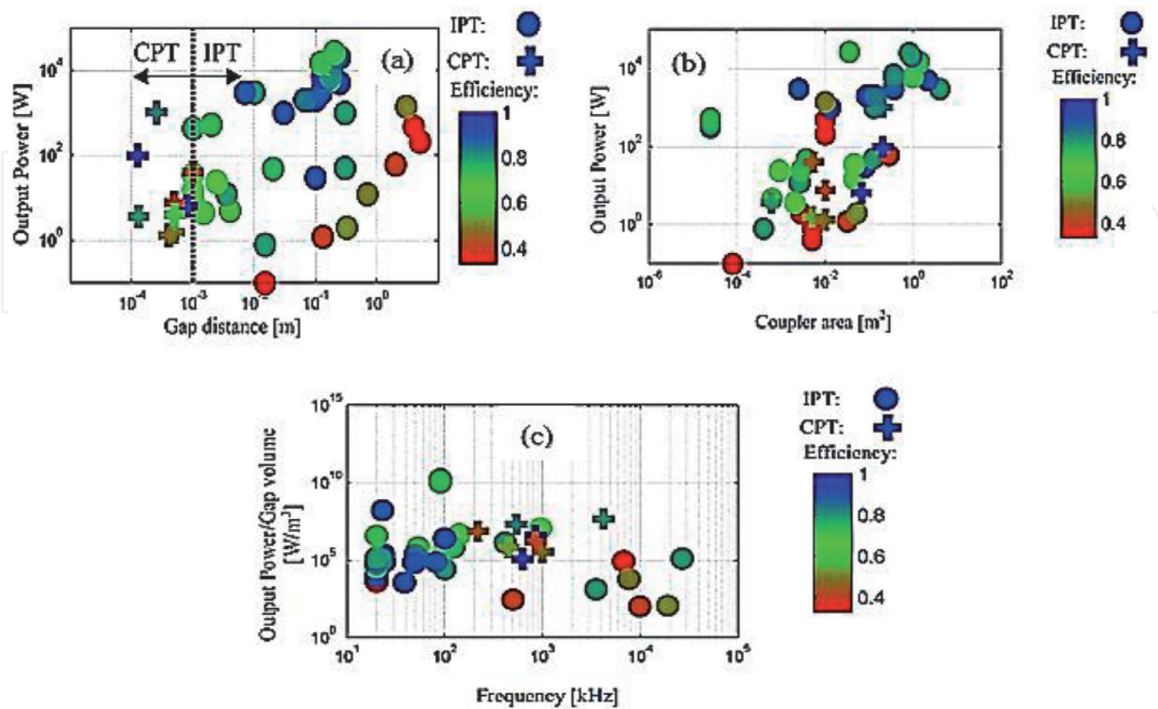 CPT IPT
(a)
10^4
10^2
10^0
Output Power [W]
10^-4 10^-3 10^-2 10^-1 10^0
Gap distance [m]
IPT:
CPT:
Efficiency:
1
0.8
0.6
0.4
(b)
10^4
10^2
10^0
Output Power [W]
10^-6 10^-4 10^-2 10^0 10^2
Coupler area [m²]
IPT:
CPT:
Efficiency:
1
0.8
0.6
0.4
(c)
10^15
10^10
10^5
10^0
Output Power/Gap volume
[W/m³]
10^1 10^2 10^3 10^4 10^5
Frequency [kHz]
IPT:
CPT:
Efficiency:
1
0.8
0.6
0.4